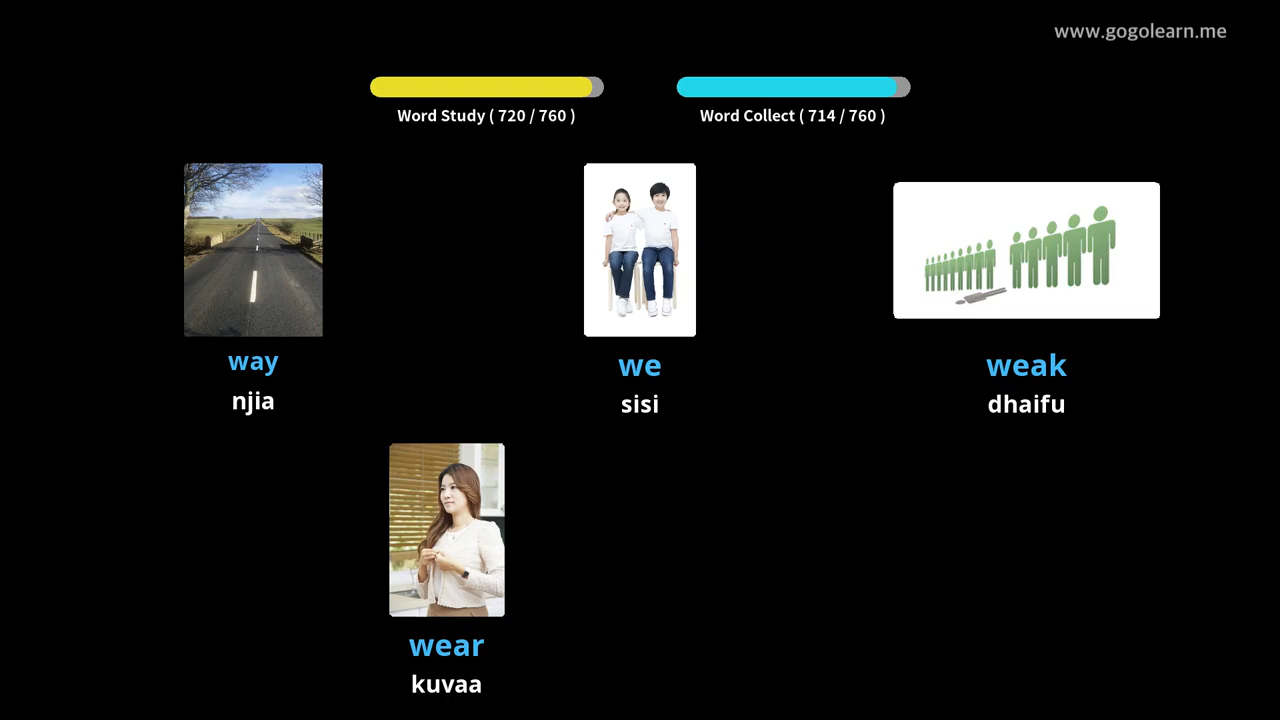 www.gogolearn.me
Word Study ( 720 / 760 )
Word Collect ( 714 / 760 )
way
njia
we
sisi
weak
dhaifu
wear
kuvaa